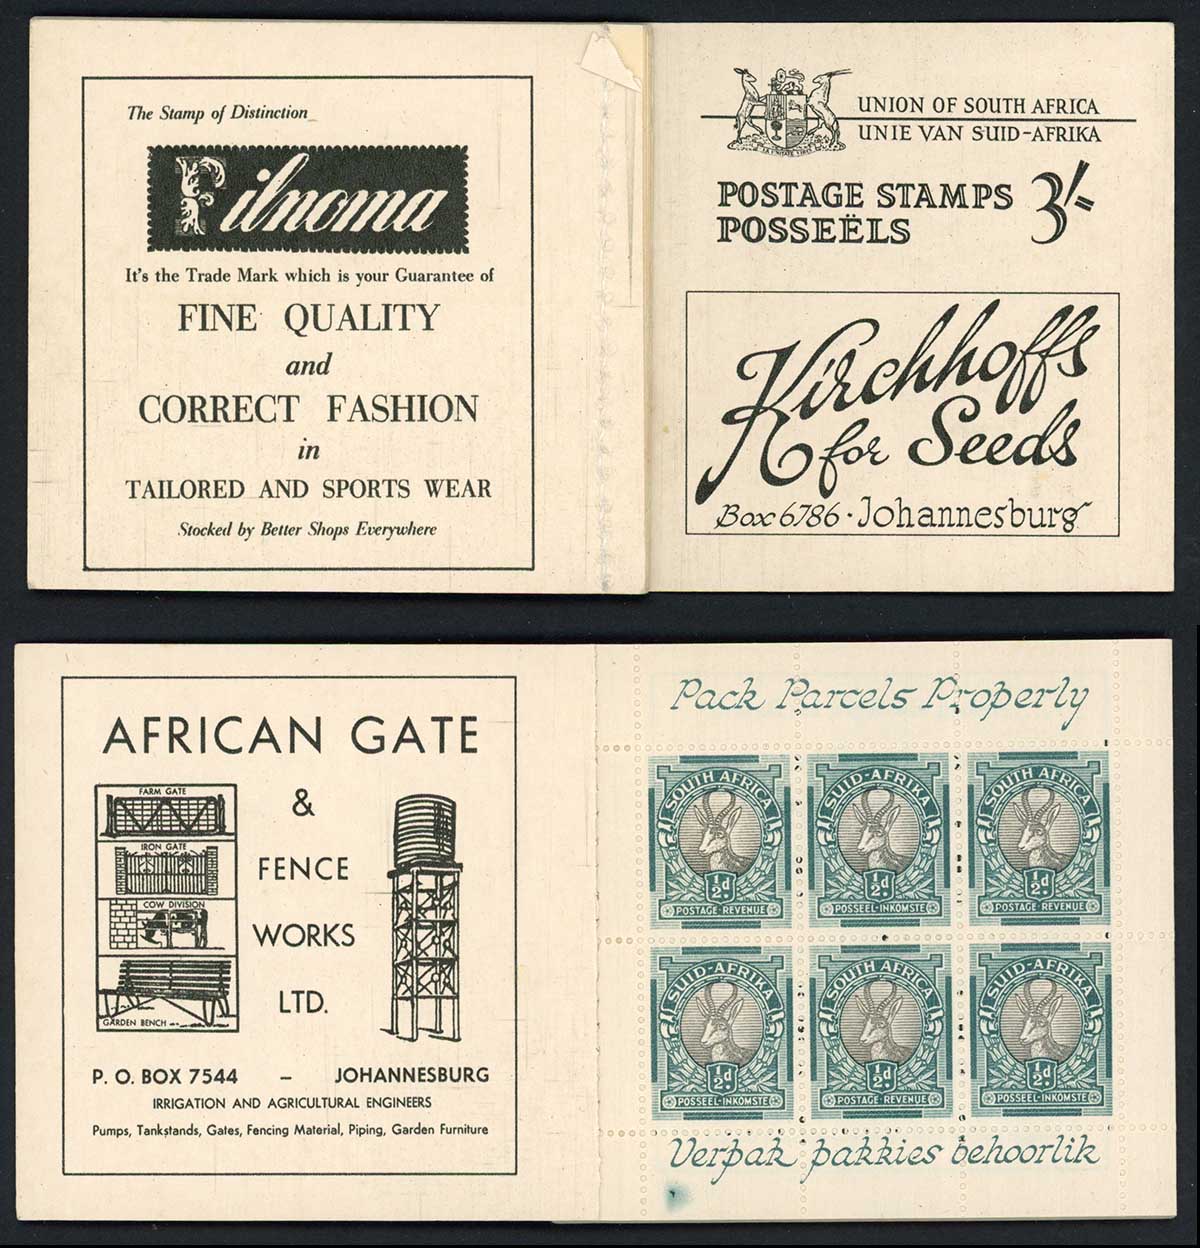 The Stamp of Distinction
Filnoma
It's the Trade Mark which is your Guarantee of
FINE QUALITY
and
CORRECT FASHION
in
TAILORED AND SPORTS WEAR
Stocked by Better Shops Everywhere
UNION OF SOUTH AFRICA
UNIE VAN SUID-AFRIKA
POSTAGE STAMPS 3/=
POSSEËLS
Kirchhoffs
for Seeds
Box 6786 · Johannesburg
AFRICAN GATE
&
FENCE
WORKS
LTD.
FARM GATE
IRON GATE
COW DIVISION
GARDEN BENCH
P. O. BOX 7544 – JOHANNESBURG
IRRIGATION AND AGRICULTURAL ENGINEERS
Pumps, Tankstands, Gates, Fencing Material, Piping, Garden Furniture
Pack Parcels Properly
SOUTH AFRICA
½d.
POSTAGE·REVENUE
SUID-AFRIKA
½d.
POSSEEL-INKOMSTE
SOUTH AFRICA
½d.
POSTAGE·REVENUE
SUID-AFRIKA
½d.
POSSEEL-INKOMSTE
SOUTH AFRICA
½d.
POSTAGE·REVENUE
SUID-AFRIKA
½d.
POSSEEL-INKOMSTE
Verpak pakkies behoorlik